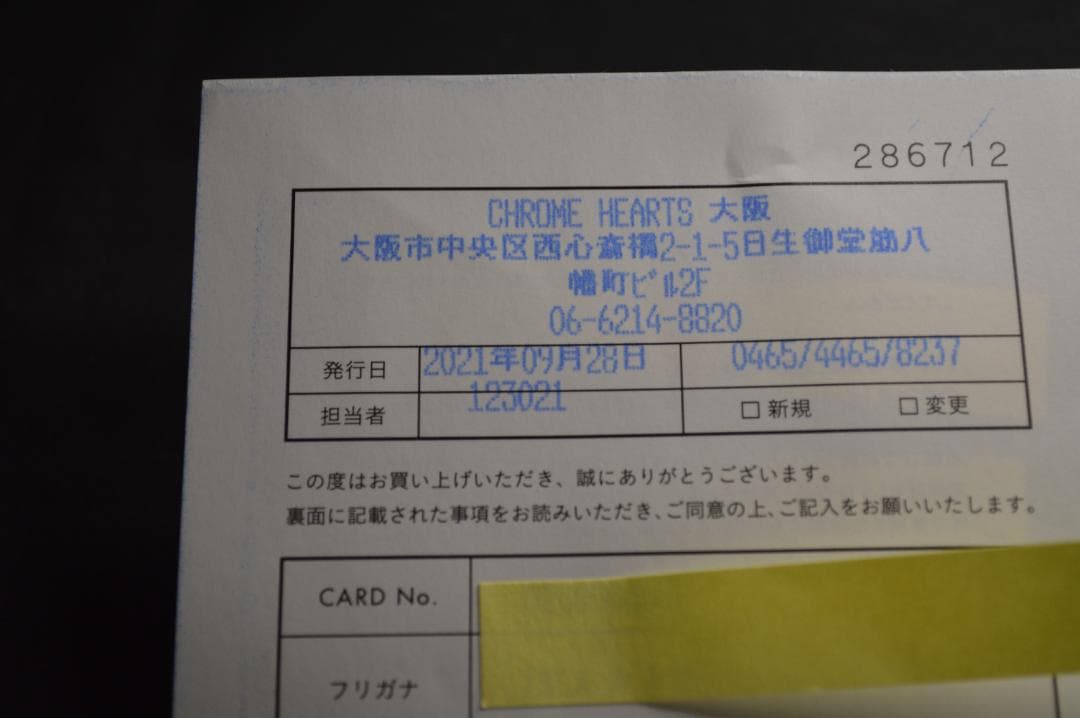 286712
CHROME HEARTS 大阪
大阪市中央区西心斎橋2-1-5日生御堂筋八
幡町ビル2F
06-6214-8820
発行日 2021年09月28日 0465/4465/8237
担当者 123021 □ 新規 □ 変更
この度はお買い上げいただき、誠にありがとうございます。
裏面に記載された事項をお読みいただき、ご同意の上、ご記入をお願いいたします。
CARD No.
フリガナ